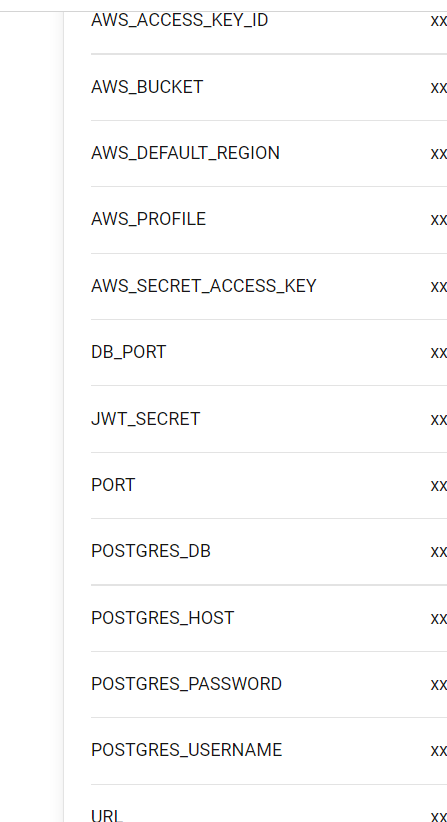 AWS_ACCESS_KEY_ID xx
AWS_BUCKET xx
AWS_DEFAULT_REGION xx
AWS_PROFILE xx
AWS_SECRET_ACCESS_KEY xx
DB_PORT xx
JWT_SECRET xx
PORT xx
POSTGRES_DB xx
POSTGRES_HOST xx
POSTGRES_PASSWORD xx
POSTGRES_USERNAME xx
URL xx